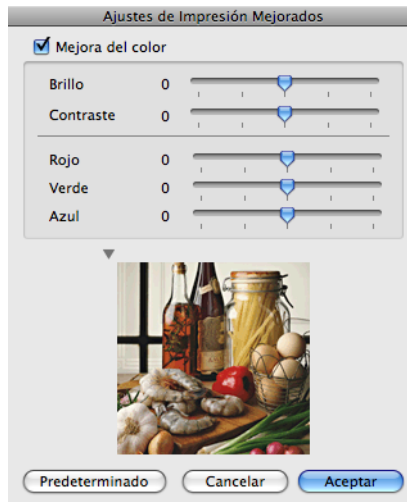 Ajustes de Impresión Mejorados
Mejora del color
Brillo 0
Contraste 0
Rojo 0
Verde 0
Azul 0
Predeterminado Cancelar Aceptar